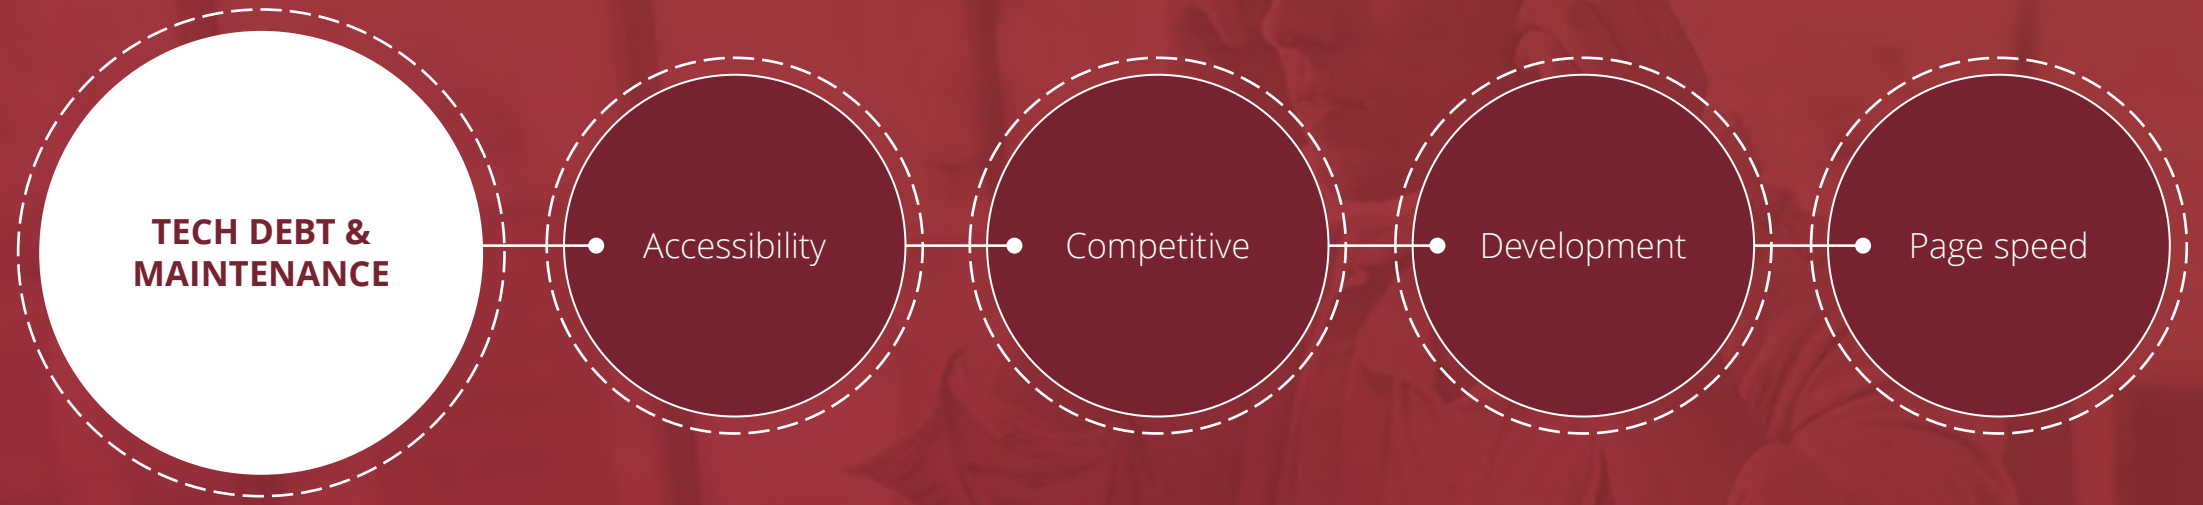 TECH DEBT &
MAINTENANCE
Accessibility
Competitive
Development
Page speed